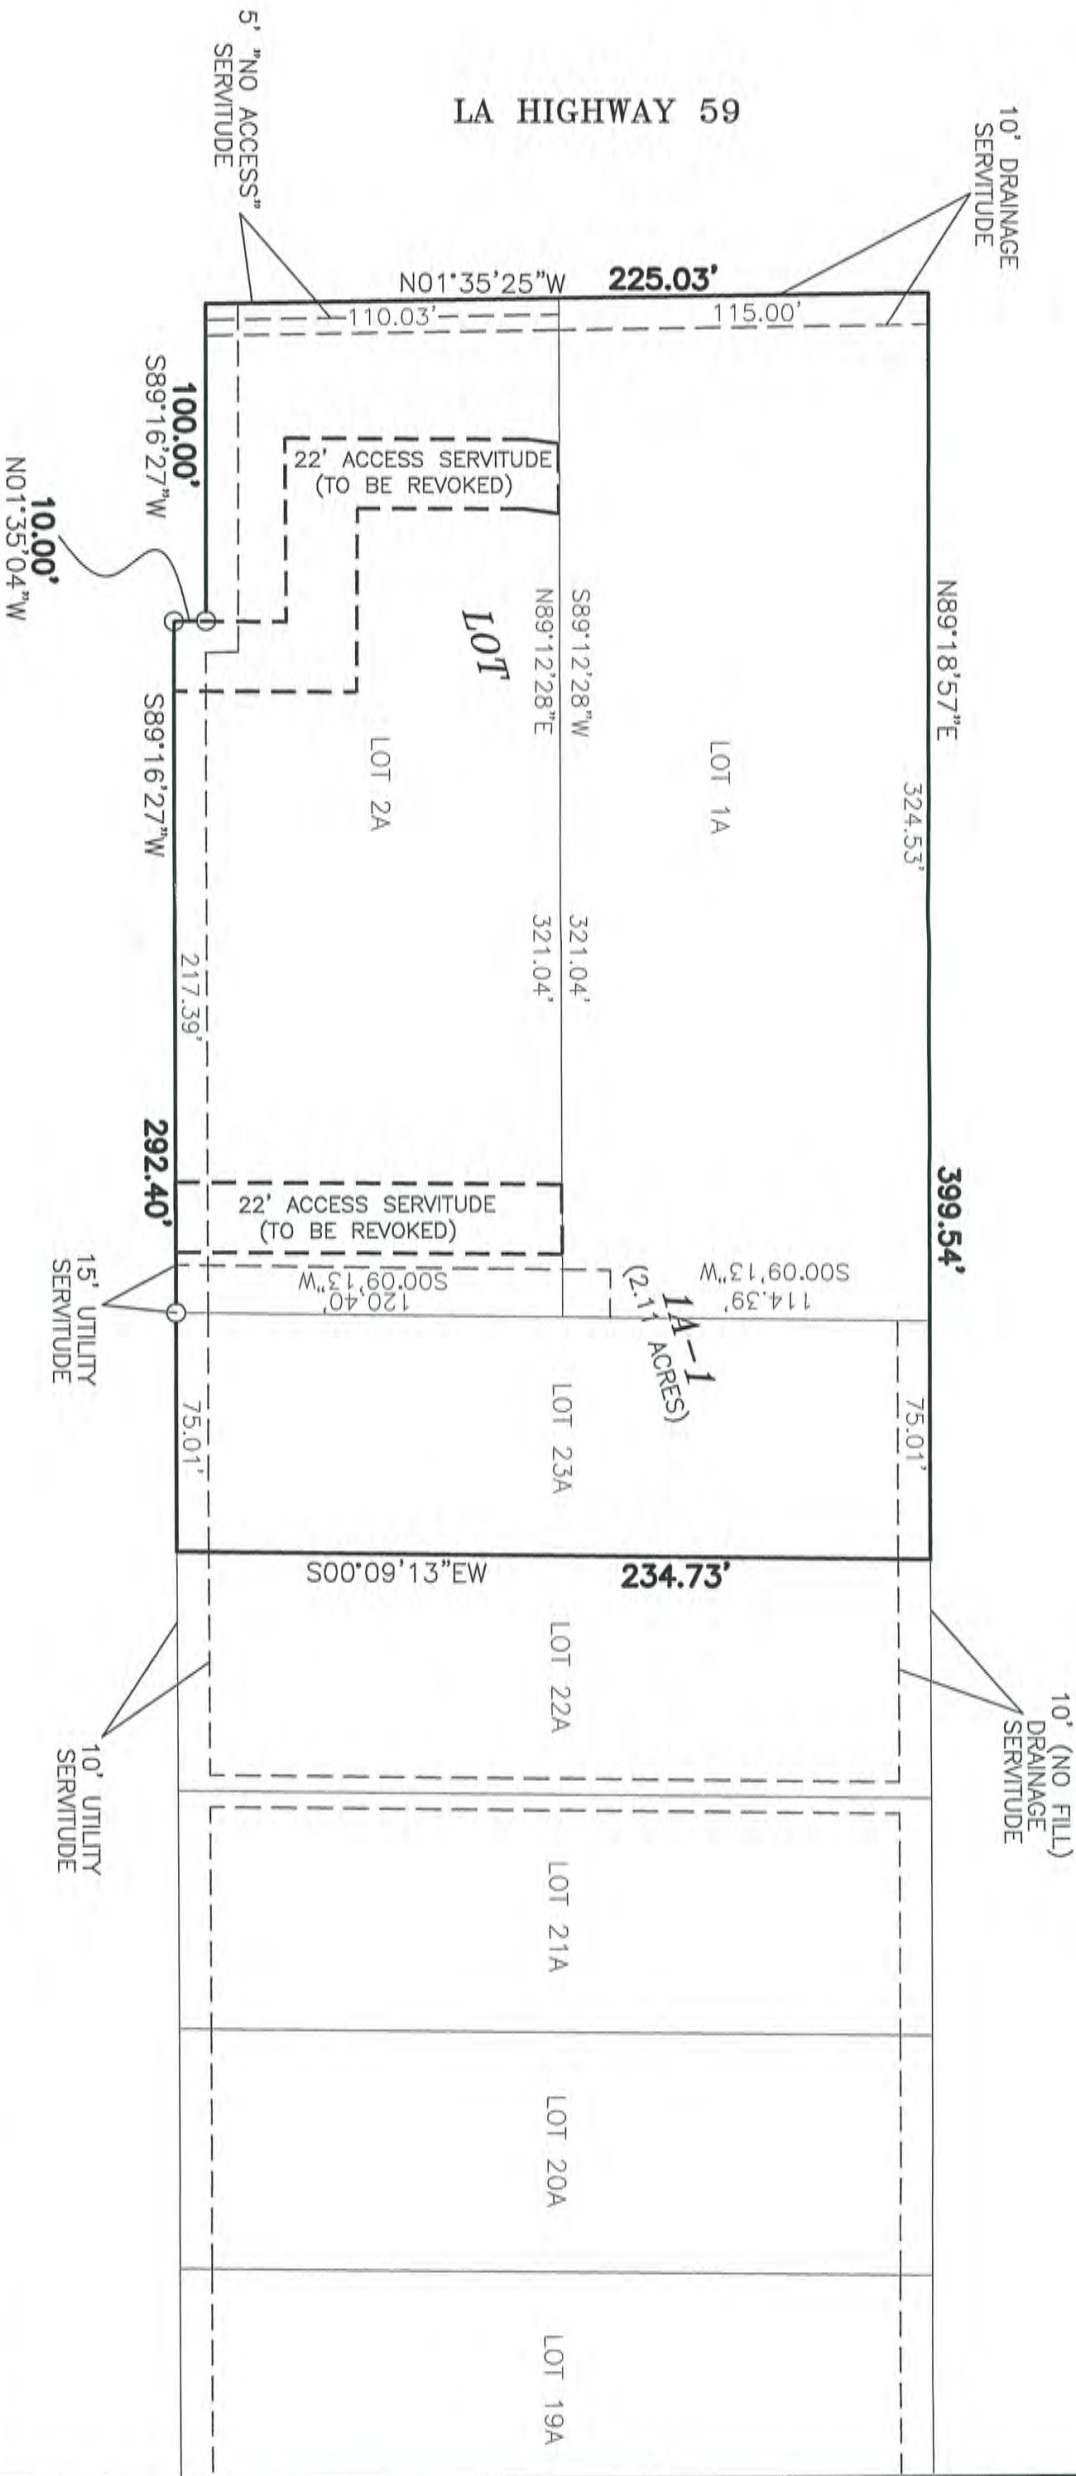 LA HIGHWAY 59
10' DRAINAGE
SERVITUDE
5' "NO ACCESS"
SERVITUDE
N01°35'25"W 225.03'
110.03'
115.00'
100.00'
S89°16'27"W
10.00'
N01°35'04"W
22' ACCESS SERVITUDE
(TO BE REVOKED)
N89°18'57"E
324.53'
399.54'
S89°12'28"W
321.04'
N89°12'28"E
321.04'
LOT
1A-1
(2.11 ACRES)
LOT 1A
LOT 2A
S89°16'27"W
217.39'
292.40'
22' ACCESS SERVITUDE
(TO BE REVOKED)
120.40'
S00°09'13"W
114.39'
S00°09'13"W
15' UTILITY
SERVITUDE
75.01'
75.01'
LOT 23A
S00°09'13"EW 234.73'
LOT 22A
10' (NO FILL)
DRAINAGE
SERVITUDE
10' UTILITY
SERVITUDE
LOT 21A
LOT 20A
LOT 19A